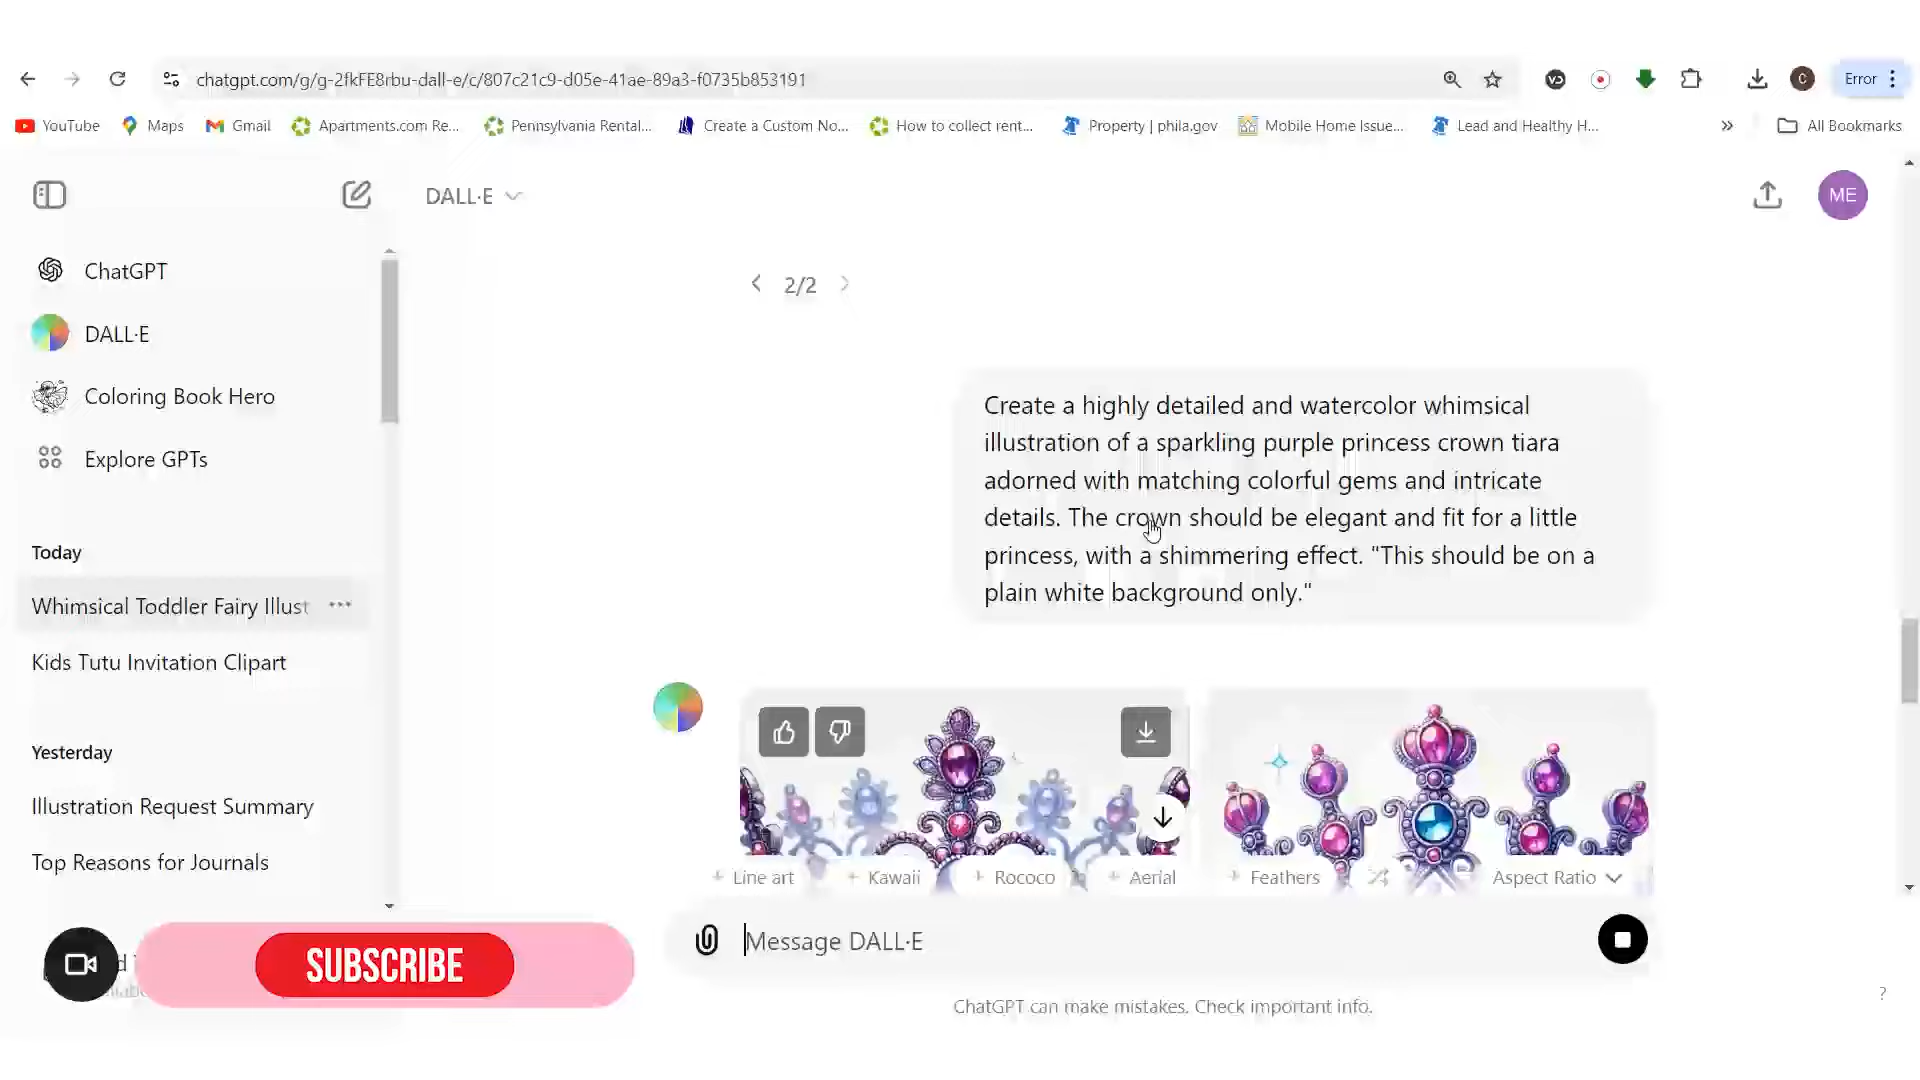 chatgpt.com/g/g-2fkFE8rbu-dall-e/c/807c21c9-d05e-41ae-89a3-f0735b853191
C
Error
YouTube
Maps
Gmail
Apartments.com Re...
Pennsylvania Rental...
Create a Custom No...
How to collect rent...
Property | phila.gov
Mobile Home Issue...
Lead and Healthy H...
»
All Bookmarks
DALL·E
ME
ChatGPT
DALL·E
Coloring Book Hero
Explore GPTs
Today
Whimsical Toddler Fairy Illust
Kids Tutu Invitation Clipart
Yesterday
Illustration Request Summary
Top Reasons for Journals
2/2
Create a highly detailed and watercolor whimsical
illustration of a sparkling purple princess crown tiara
adorned with matching colorful gems and intricate
details. The crown should be elegant and fit for a little
princess, with a shimmering effect. "This should be on a
plain white background only."
+ Line art
+ Kawaii
+ Rococo
+ Aerial
+ Feathers
Aspect Ratio
SUBSCRIBE
Message DALL·E
ChatGPT can make mistakes. Check important info.
?